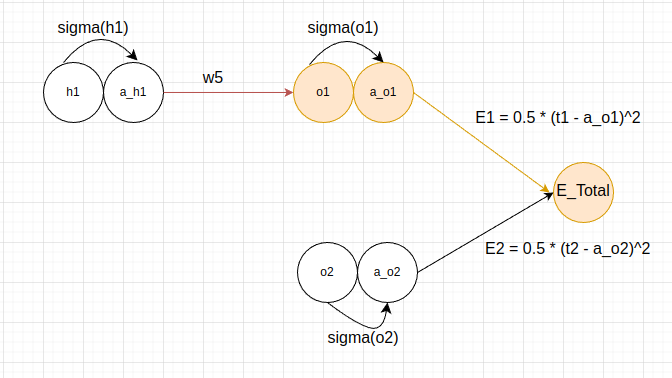 sigma(h1)
sigma(o1)
h1
a_h1
w5
o1
a_o1
E1 = 0.5 * (t1 - a_o1)^2
E_Total
E2 = 0.5 * (t2 - a_o2)^2
o2
a_o2
sigma(o2)